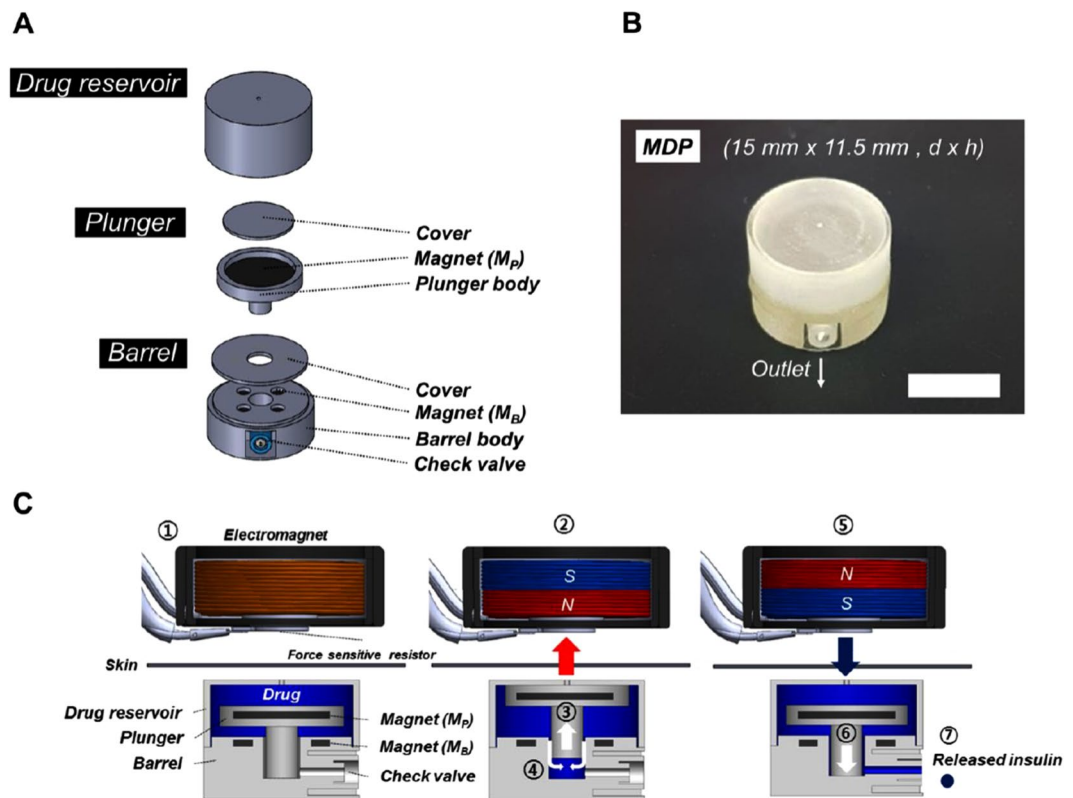 A
Drug reservoir
Plunger
Cover
Magnet (MP)
Plunger body
Barrel
Cover
Magnet (MB)
Barrel body
Check valve
B
MDP (15 mm x 11.5 mm , d x h)
Outlet
C
① Electromagnet
Force sensitive resistor
Skin
Drug
Drug reservoir
Plunger
Barrel
Magnet (MP)
Magnet (MB)
Check valve
②
S
N
③
④
⑤
N
S
⑥
⑦
Released insulin